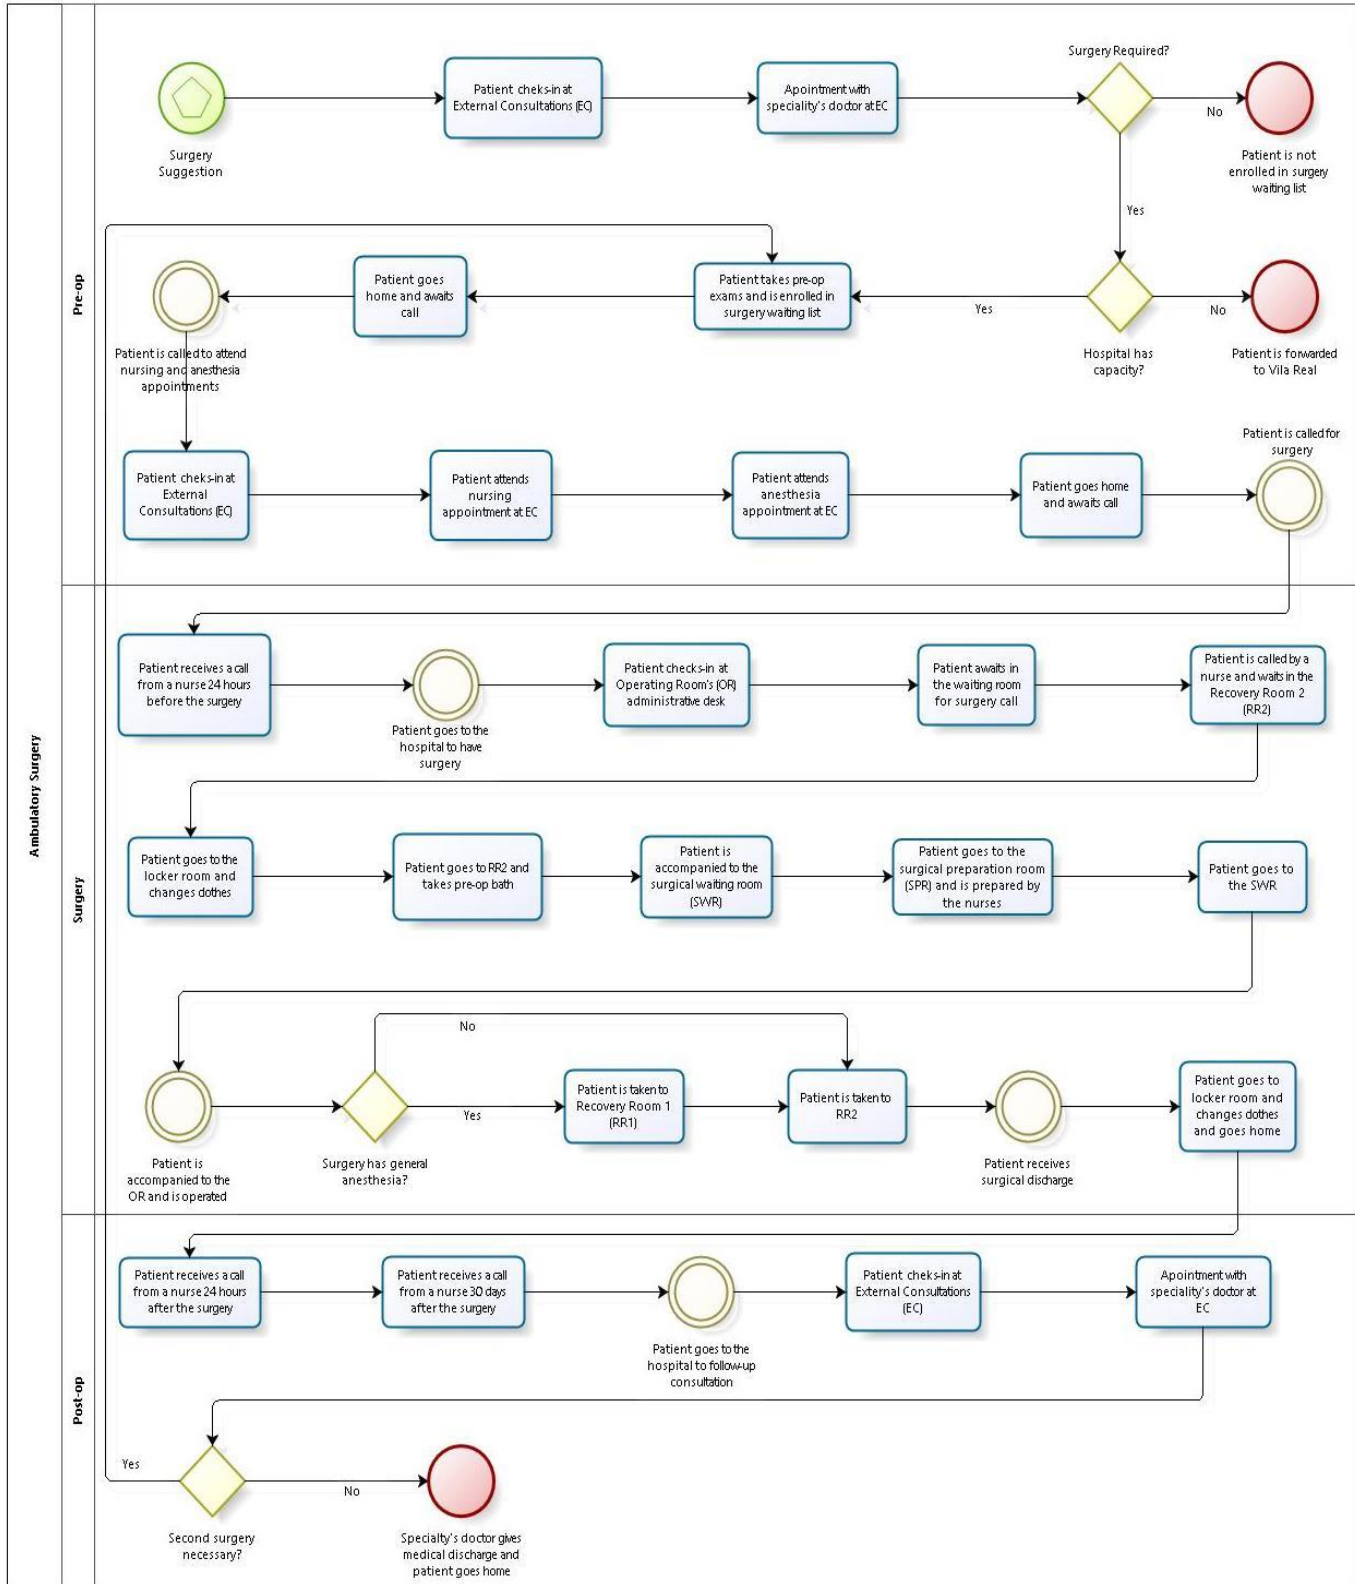 Ambulatory Surgery
Pre-op
Surgery Required?
Patient cheks-in at
External Consultations (EC)
Apointment with
speciality's doctor at EC
No
Surgery
Suggestion
Patient is not
enrolled in surgery
waiting list
Yes
Patient goes
home and awaits
call
Patient takes pre-op
exams and is enrolled in
surgery waiting list
Yes
No
Patient is called to attend
nursing and anesthesia
appointments
Hospital has
capacity?
Patient is forwarded
to Vila Real
Patient is called for
surgery
Patient cheks-in at
External
Consultations (EC)
Patient attends
nursing
appointment at EC
Patient attends
anesthesia
appointment at EC
Patient goes home
and awaits call
Surgery
Patient receives a call
from a nurse 24 hours
before the surgery
Patient goes to the
hospital to have
surgery
Patient checks-in at
Operating Room's (OR)
administrative desk
Patient awaits in
the waiting room
for surgery call
Patient is called by a
nurse and waits in the
Recovery Room 2
(RR2)
Patient goes to the
locker room and
changes clothes
Patient goes to RR2 and
takes pre-op bath
Patient is
accompanied to the
surgical waiting room
(SWR)
Patient goes to the
surgical preparation room
(SPR) and is prepared by
the nurses
Patient goes to
the SWR
No
Patient is
accompanied to the
OR and is operated
Surgery has general
anesthesia?
Yes
Patient is taken to
Recovery Room 1
(RR1)
Patient is taken to
RR2
Patient receives
surgical discharge
Patient goes to
locker room and
changes clothes
and goes home
Post-op
Patient receives a call
from a nurse 24 hours
after the surgery
Patient receives a call
from a nurse 30 days
after the surgery
Patient goes to the
hospital to follow-up
consultation
Patient cheks-in at
External Consultations
(EC)
Apointment with
speciality's doctor at
EC
Yes
No
Second surgery
necessary?
Specialty's doctor gives
medical discharge and
patient goes home